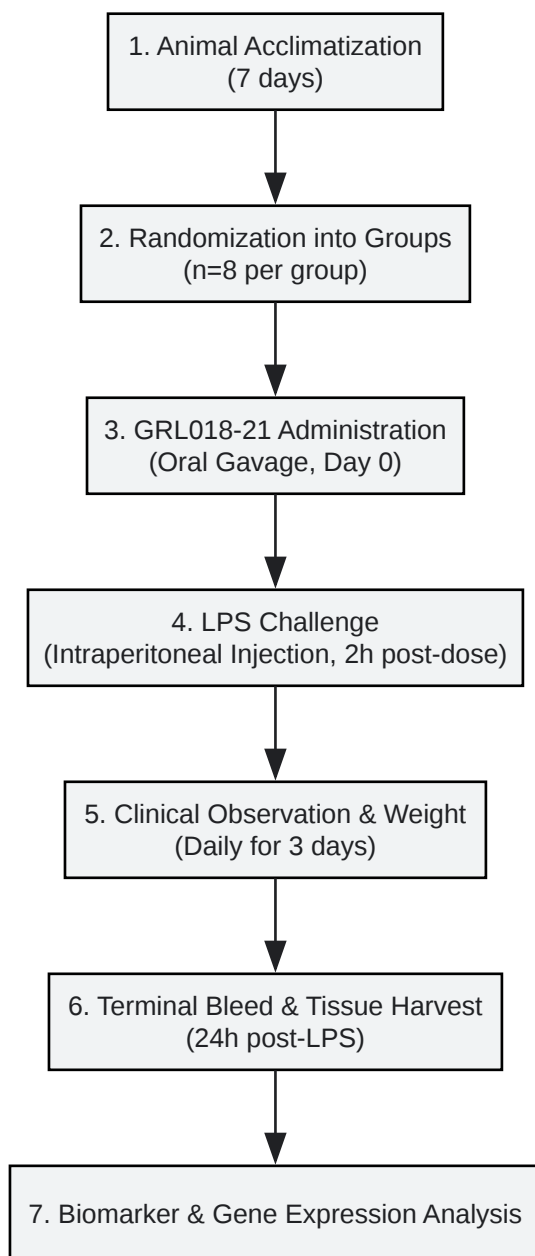 1. Animal Acclimatization
(7 days)
2. Randomization into Groups
(n=8 per group)
3. GRL018-21 Administration
(Oral Gavage, Day 0)
4. LPS Challenge
(Intraperitoneal Injection, 2h post-dose)
5. Clinical Observation & Weight
(Daily for 3 days)
6. Terminal Bleed & Tissue Harvest
(24h post-LPS)
7. Biomarker & Gene Expression Analysis